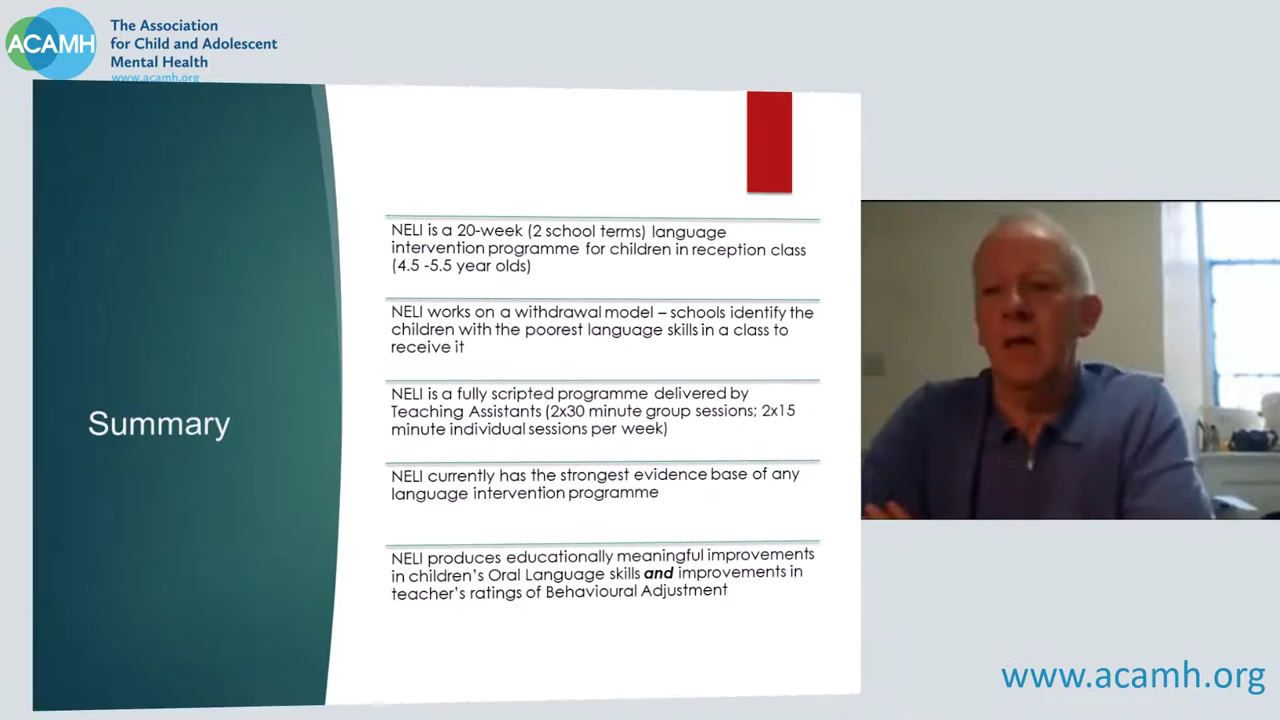 ACAMH
The Association
for Child and Adolescent
Mental Health
www.acamh.org
Summary
NELI is a 20-week (2 school terms) language
intervention programme for children in reception class
(4.5 -5.5 year olds)
NELI works on a withdrawal model – schools identify the
children with the poorest language skills in a class to
receive it
NELI is a fully scripted programme delivered by
Teaching Assistants (2x30 minute group sessions; 2x15
minute individual sessions per week)
NELI currently has the strongest evidence base of any
language intervention programme
NELI produces educationally meaningful improvements
in children's Oral Language skills and improvements in
teacher's ratings of Behavioural Adjustment
www.acamh.org